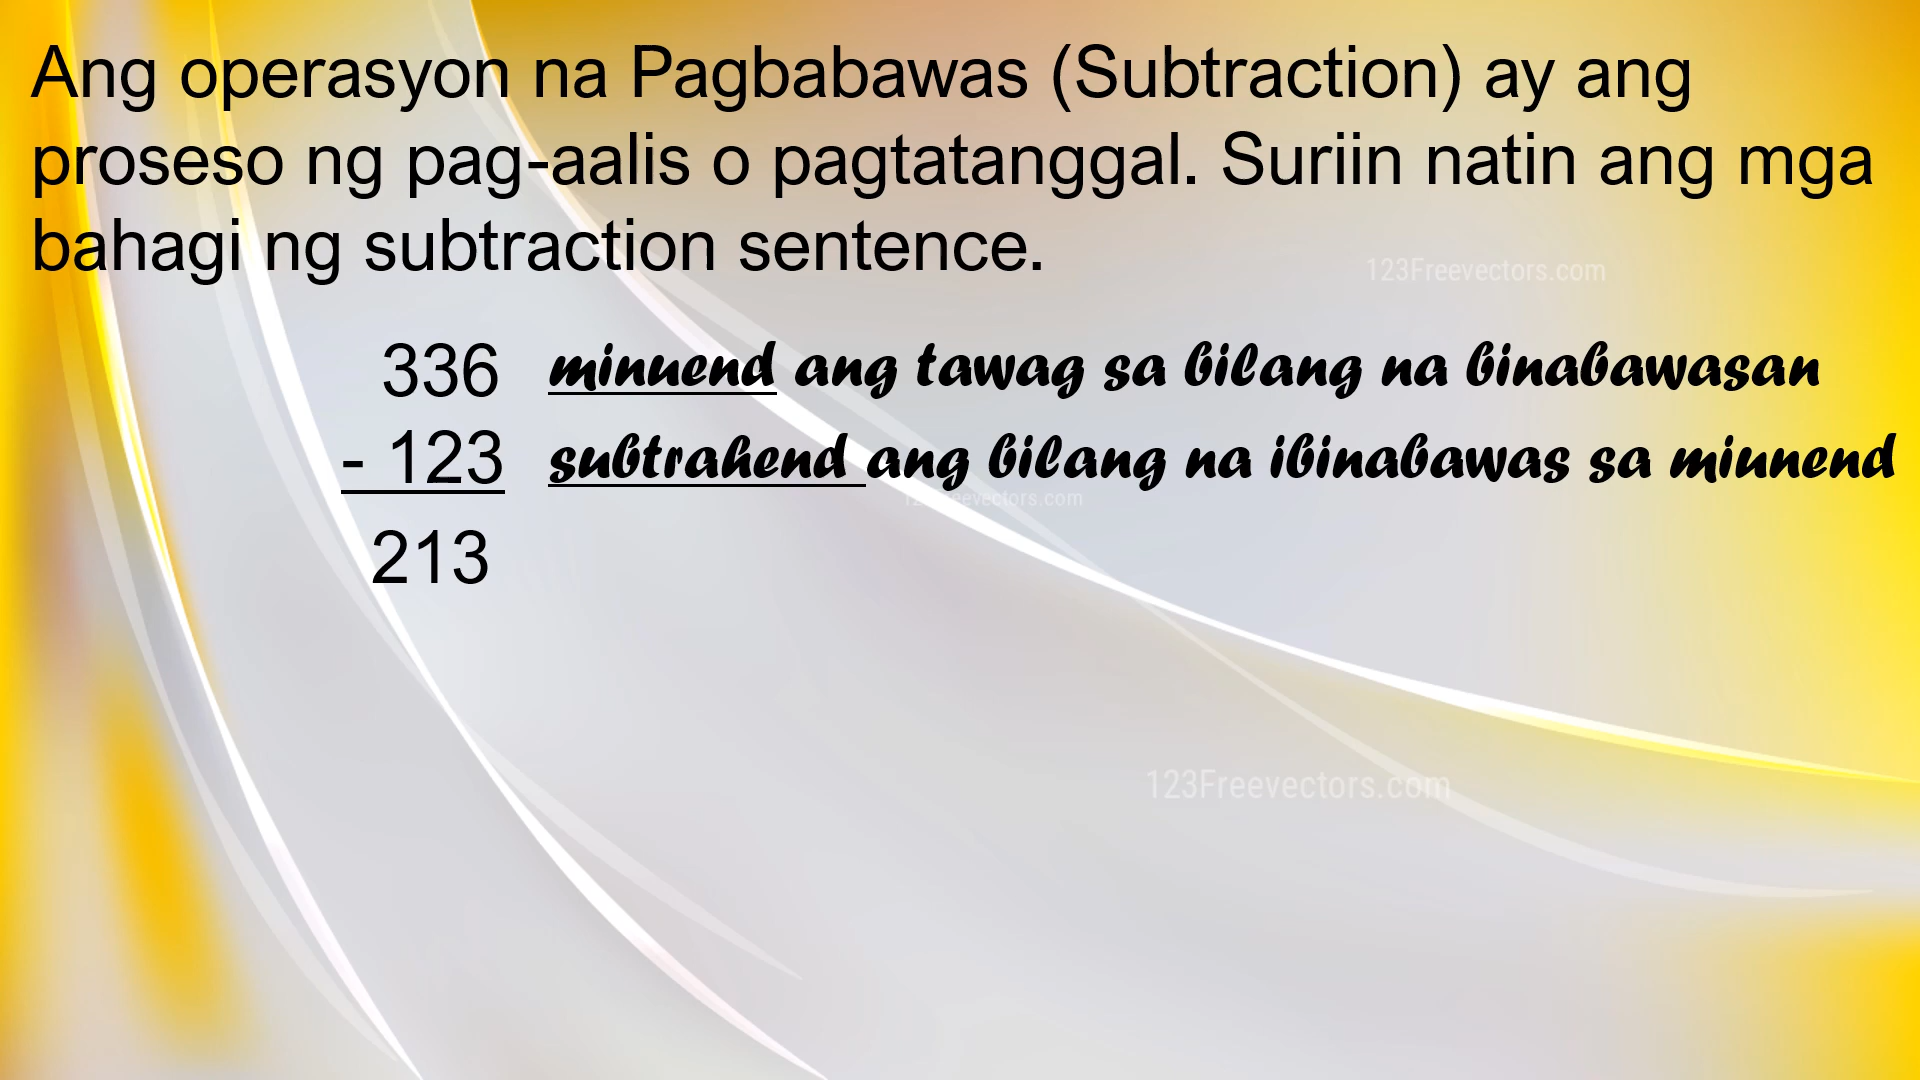 Ang operasyon na Pagbabawas (Subtraction) ay ang
proseso ng pag-aalis o pagtatanggal. Suriin natin ang mga
bahagi ng subtraction sentence.
123Freevectors.com
336 minuend ang tawag sa bilang na binabawasan
- 123 subtrahend ang bilang na ibinabawas sa miunend
123Freevectors.com
213
123Freevectors.com